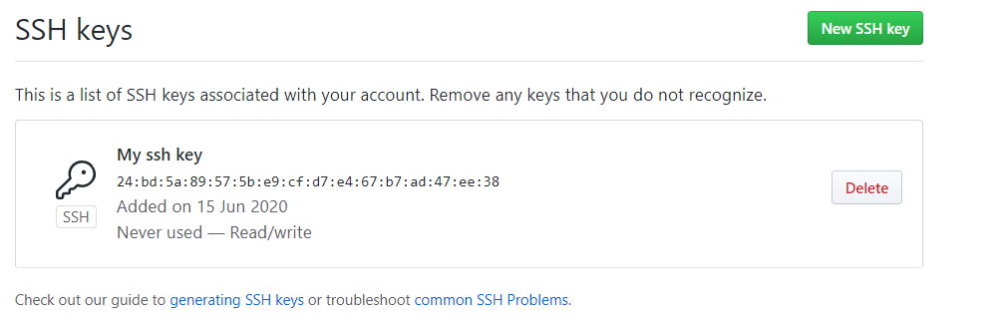 SSH keys
New SSH key
This is a list of SSH keys associated with your account. Remove any keys that you do not recognize.
My ssh key
24:bd:5a:89:57:5b:e9:cf:d7:e4:67:b7:ad:47:ee:38
Delete
SSH
Added on 15 Jun 2020
Never used — Read/write
Check out our guide to generating SSH keys or troubleshoot common SSH Problems.